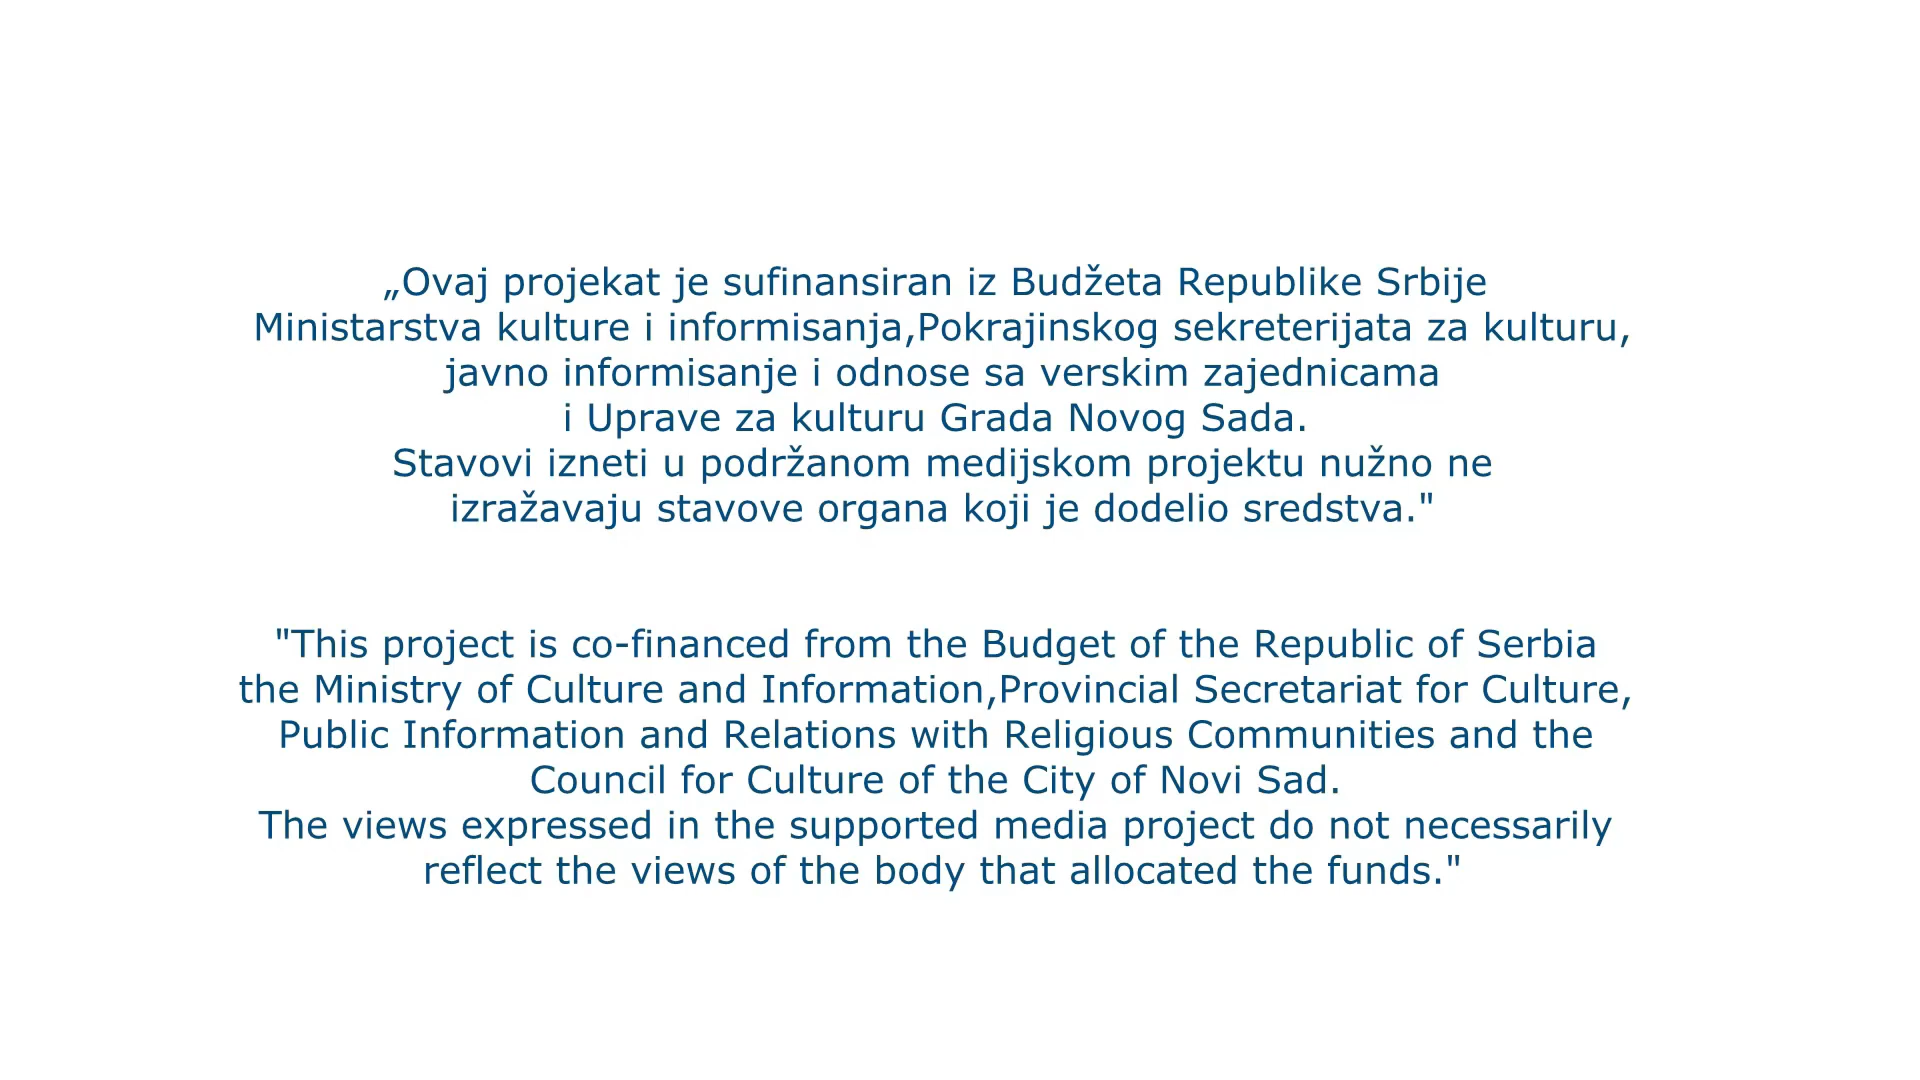 „Ovaj projekat je sufinansiran iz Budžeta Republike Srbije
Ministarstva kulture i informisanja,Pokrajinskog sekreterijata za kulturu,
javno informisanje i odnose sa verskim zajednicama
i Uprave za kulturu Grada Novog Sada.
Stavovi izneti u podržanom medijskom projektu nužno ne
izražavaju stavove organa koji je dodelio sredstva."
"This project is co-financed from the Budget of the Republic of Serbia
the Ministry of Culture and Information,Provincial Secretariat for Culture,
Public Information and Relations with Religious Communities and the
Council for Culture of the City of Novi Sad.
The views expressed in the supported media project do not necessarily
reflect the views of the body that allocated the funds."